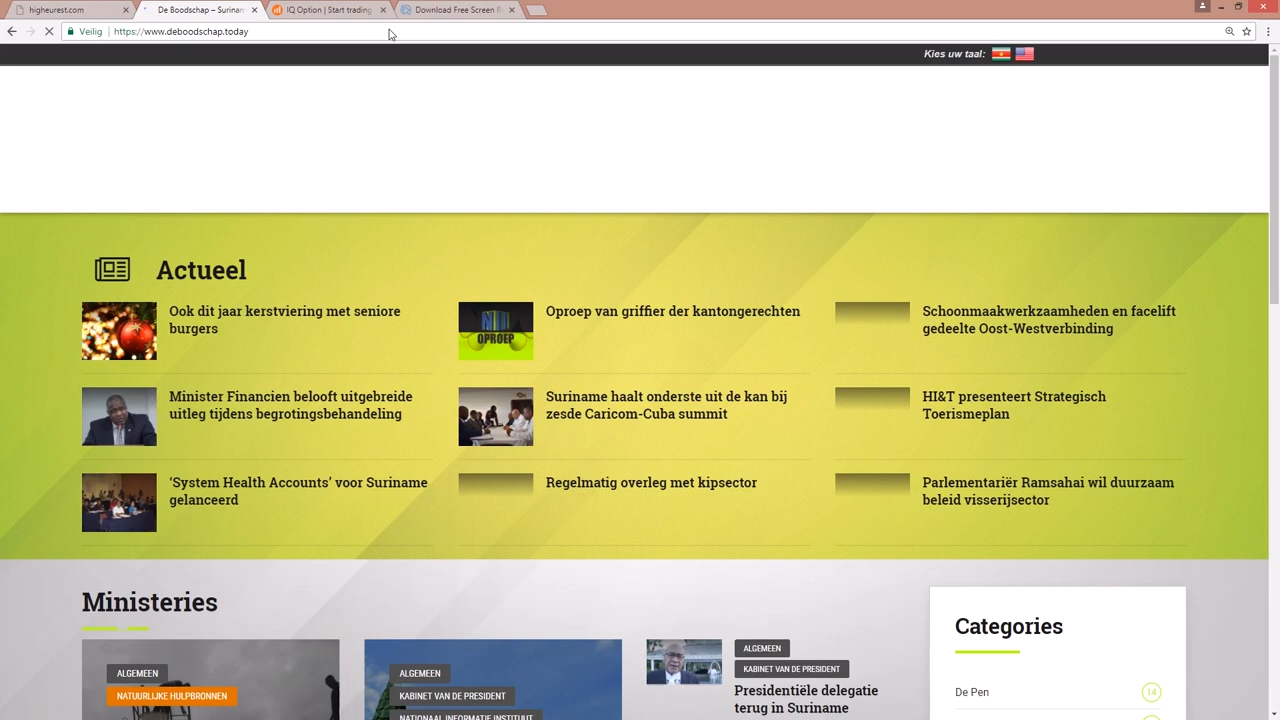 higheurest.com
De Boodschap – Surinam
IQ Option | Start trading
Download Free Screen R
Veilig
https://www.deboodschap.today
Kies uw taal:
Actueel
Ook dit jaar kerstviering met seniore
burgers
OPROEP
Oproep van griffier der kantongerechten
Schoonmaakwerkzaamheden en facelift
gedeelte Oost-Westverbinding
Minister Financien belooft uitgebreide
uitleg tijdens begrotingsbehandeling
Suriname haalt onderste uit de kan bij
zesde Caricom-Cuba summit
HI&T presenteert Strategisch
Toerismeplan
‘System Health Accounts’ voor Suriname
gelanceerd
Regelmatig overleg met kipsector
Parlementariër Ramsahai wil duurzaam
beleid visserijsector
Ministeries
ALGEMEEN
NATUURLIJKE HULPBRONNEN
ALGEMEEN
KABINET VAN DE PRESIDENT
NATIONAAL INFORMATIE INSTITUUT
ALGEMEEN
KABINET VAN DE PRESIDENT
Presidentiële delegatie
terug in Suriname
Categories
De Pen
14